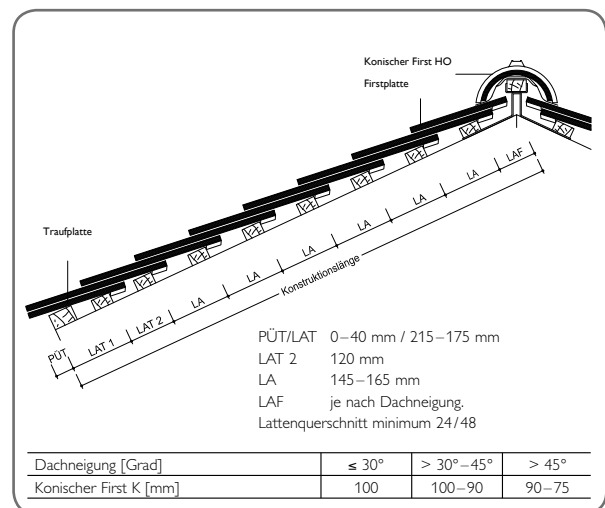 Konischer First HO
Firstplatte
Traufplatte
PÜT
LAT 1
LAT 2
LA
LA
LA
LA
LA
LA
LAF
Konstruktionslänge
PÜT/LAT 0–40 mm / 215–175 mm
LAT 2 120 mm
LA 145–165 mm
LAF je nach Dachneigung.
Lattenquerschnitt minimum 24/48
Dachneigung [Grad] ≤ 30° > 30°–45° > 45°
Konischer First K [mm] 100 100–90 90–75